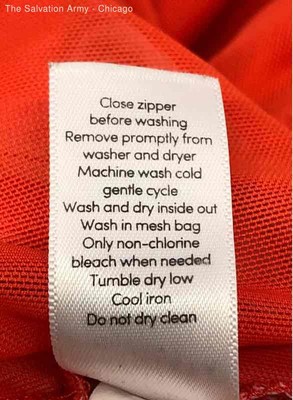 The Salvation Army - Chicago
Close zipper
before washing
Remove promptly from
washer and dryer
Machine wash cold
gentle cycle
Wash and dry inside out
Wash in mesh bag
Only non-chlorine
bleach when needed
Tumble dry low
Cool iron
Do not dry clean